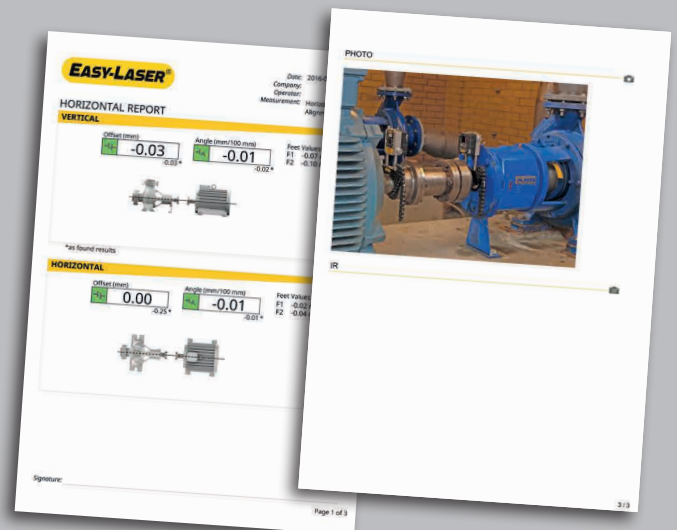 EASY-LASER®
Date: 2016-0
Company:
Operator:
Measurement: Horizo
Alignm
HORIZONTAL REPORT
VERTICAL
Offset (mm)
-0.03
-0.03 *
Angle (mm/100 mm)
-0.01
-0.02 *
Feet Values
F1 -0.07
F2 -0.10
*as found results
HORIZONTAL
Offset (mm)
0.00
-0.25 *
Angle (mm/100 mm)
-0.01
-0.01 *
Feet Values
F1 -0.02
F2 -0.04
Signature:
Page 1 of 3
PHOTO
IR
3/3